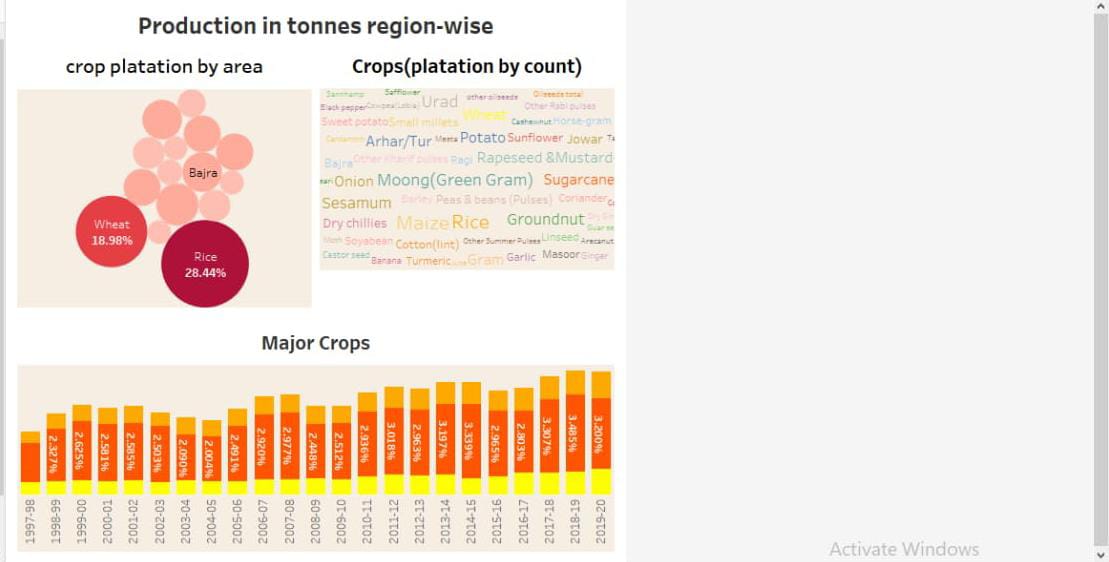 Production in tonnes region-wise
crop platation by area
Crops(platation by count)
Bajra
Wheat
18.98%
Rice
28.44%
Sannhamp Safflower other oilseeds Oilseeds total
Black pepper Cowpea(Lobia) Urad Wheat Other Rabi pulses
Sweet potato Small millets Cashewnut Horse-gram
Cardamom Arhar/Tur Mesta Potato Sunflower Jowar
Bajra Other Kharif pulses Ragi Rapeseed &Mustard
Onion Moong(Green Gram) Sugarcane
Sesamum Barley Peas & beans (Pulses) Coriander
Dry chillies Maize Rice Groundnut
Moth Soyabean Cotton(lint) Other Summer Pulses Linseed Arecanut
Castor seed Banana Turmeric Gram Garlic Masoor Ginger
Major Crops
2.327% 2.625% 2.581% 2.585% 2.503% 2.090% 2.004% 2.491% 2.920% 2.977% 2.448% 2.512% 2.936% 3.018% 2.963% 3.197% 3.339% 2.965% 2.803% 3.307% 3.485% 3.200%
1997-98 1998-99 1999-00 2000-01 2001-02 2002-03 2003-04 2004-05 2005-06 2006-07 2007-08 2008-09 2009-10 2010-11 2011-12 2012-13 2013-14 2014-15 2015-16 2016-17 2017-18 2018-19 2019-20
Activate Windows